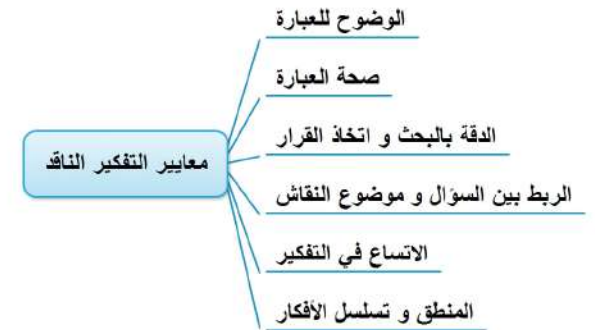 معايير التفكير الناقد
الوضوح للعبارة
صحة العبارة
الدقة بالبحث و اتخاذ القرار
الربط بين السؤال و موضوع النقاش
الاتساع في التفكير
المنطق و تسلسل الأفكار